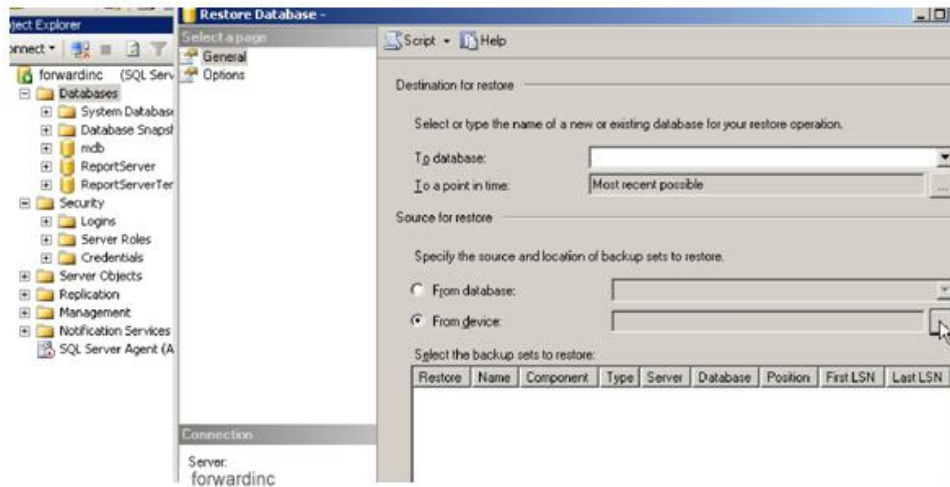 Restore Database -
ject Explorer
onnect
forwardinc (SQL Serv
Databases
System Databas
Database Snapsh
mdb
ReportServer
ReportServerTer
Security
Logins
Server Roles
Credentials
Server Objects
Replication
Management
Notification Services
SQL Server Agent (A
Select a page
General
Options
Connection
Server:
forwardinc
Script Help
Destination for restore
Select or type the name of a new or existing database for your restore operation.
To database:
To a point in time: Most recent possible ...
Source for restore
Specify the source and location of backup sets to restore.
From database:
From device:
Select the backup sets to restore:
Restore Name Component Type Server Database Position First LSN Last LSN